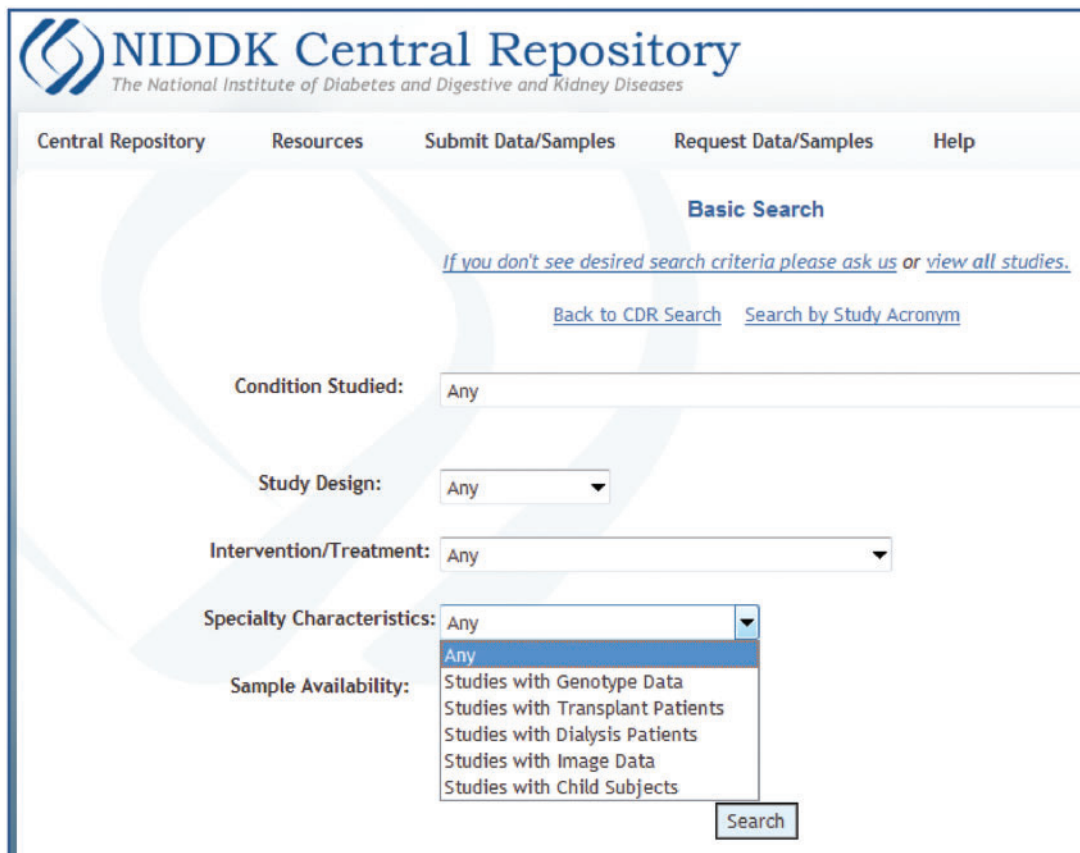 NIDDK Central Repository
The National Institute of Diabetes and Digestive and Kidney Diseases
Central Repository Resources Submit Data/Samples Request Data/Samples Help
Basic Search
If you don't see desired search criteria please ask us or view all studies.
Back to CDR Search Search by Study Acronym
Condition Studied: Any
Study Design: Any
Intervention/Treatment: Any
Specialty Characteristics: Any
Any
Sample Availability:
Studies with Genotype Data
Studies with Transplant Patients
Studies with Dialysis Patients
Studies with Image Data
Studies with Child Subjects
Search